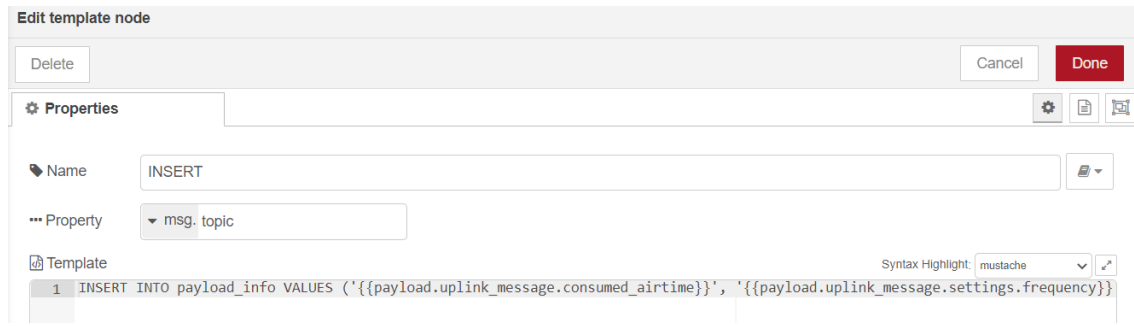 Edit template node
Delete Cancel Done
Properties
Name INSERT
Property msg. topic
Template Syntax Highlight: mustache
1 INSERT INTO payload_info VALUES ('{{payload.uplink_message.consumed_airtime}}', '{{payload.uplink_message.settings.frequency}}